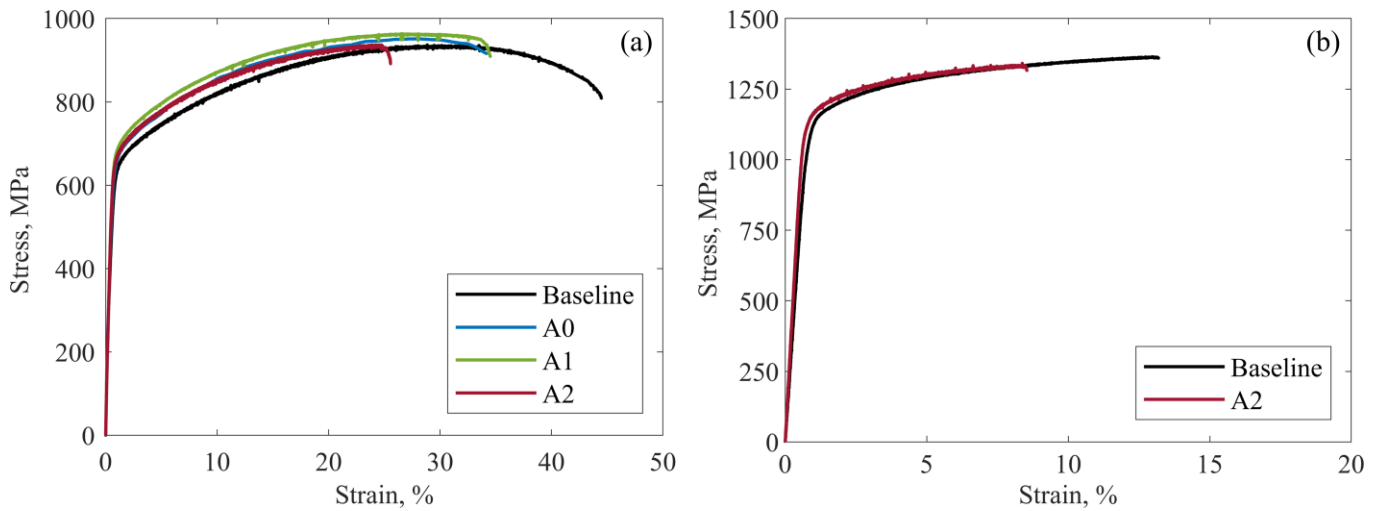 (a)
Stress, MPa
1000
800
600
400
200
0
0 10 20 30 40 50
Strain, %
Baseline
A0
A1
A2
(b)
Stress, MPa
1500
1250
1000
750
500
250
0
0 5 10 15 20
Strain, %
Baseline
A2